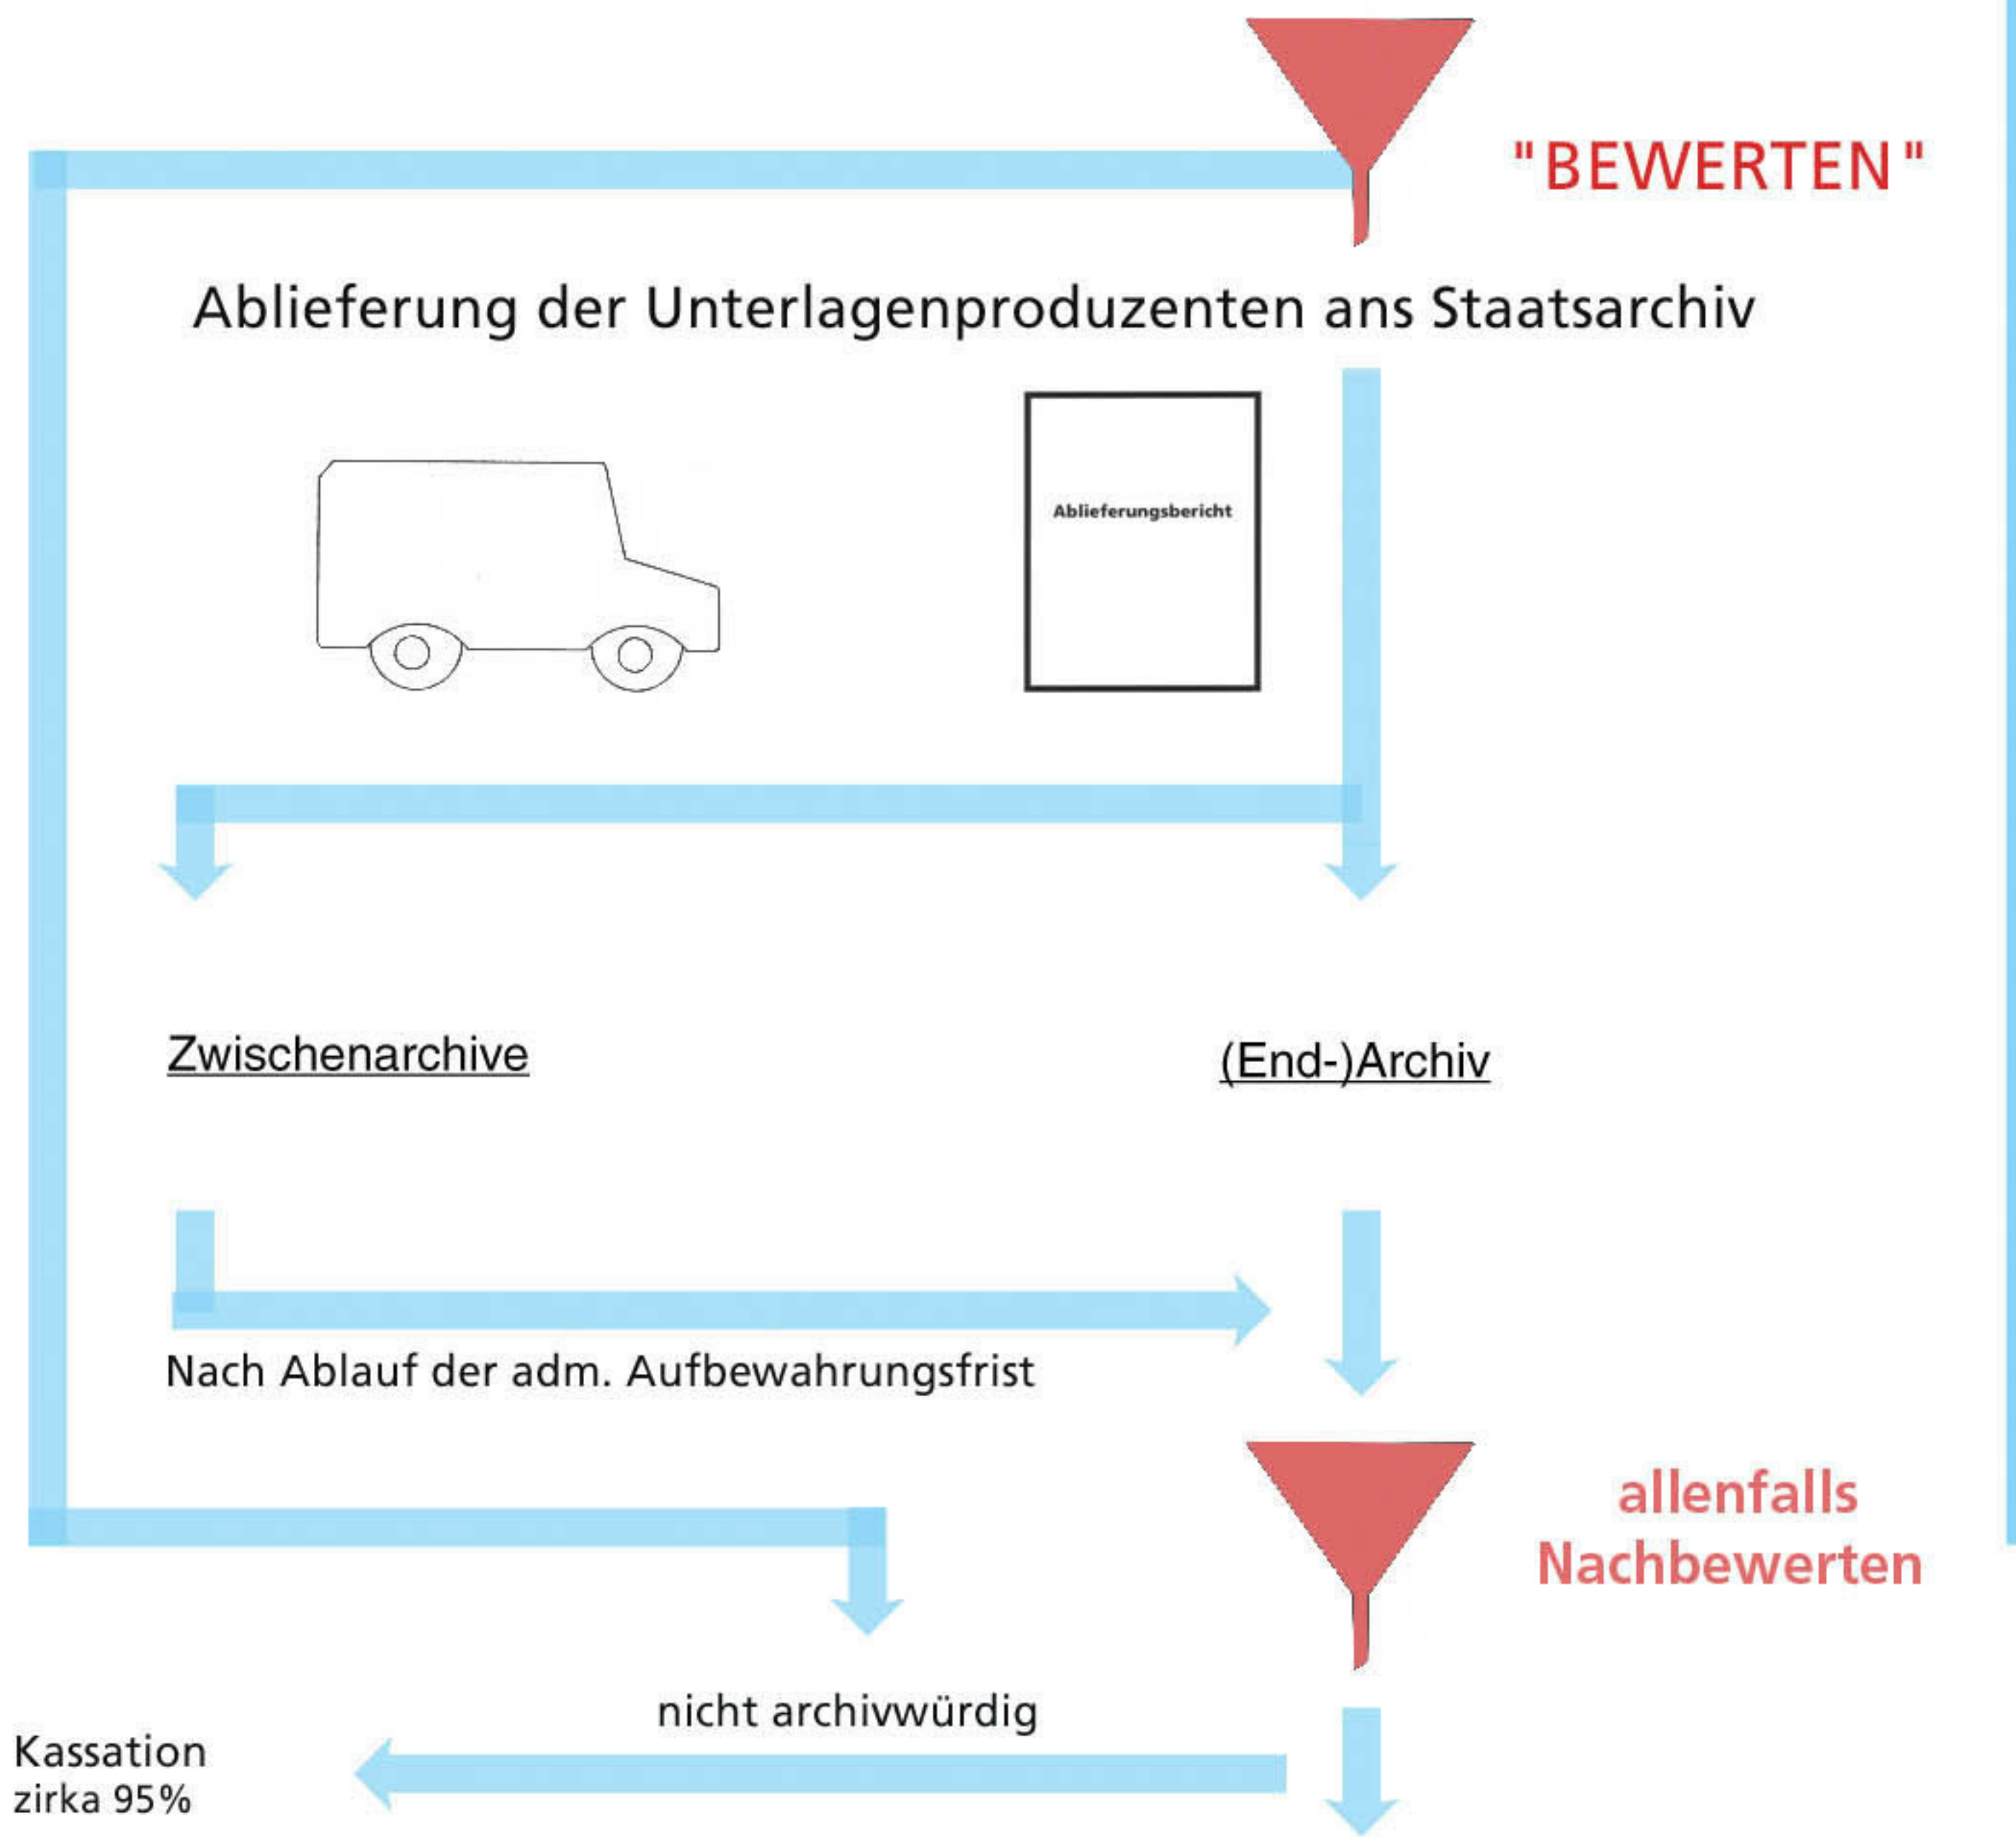 "BEWERTEN"
Ablieferung der Unterlagenproduzenten ans Staatsarchiv
Ablieferungsbericht
Zwischenarchive
(End-)Archiv
Nach Ablauf der adm. Aufbewahrungsfrist
allenfalls
Nachbewerten
nicht archivwürdig
Kassation
zirka 95%